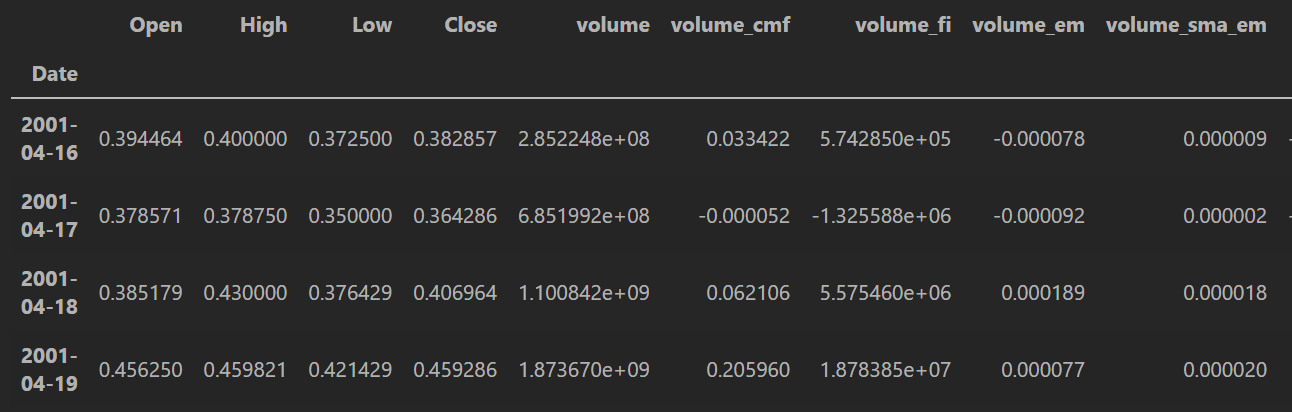 Open High Low Close volume volume_cmf volume_fi volume_em volume_sma_em
Date
2001-
04-16 0.394464 0.400000 0.372500 0.382857 2.852248e+08 0.033422 5.742850e+05 -0.000078 0.000009 -
2001-
04-17 0.378571 0.378750 0.350000 0.364286 6.851992e+08 -0.000052 -1.325588e+06 -0.000092 0.000002 -
2001-
04-18 0.385179 0.430000 0.376429 0.406964 1.100842e+09 0.062106 5.575460e+06 0.000189 0.000018
2001-
04-19 0.456250 0.459821 0.421429 0.459286 1.873670e+09 0.205960 1.878385e+07 0.000077 0.000020